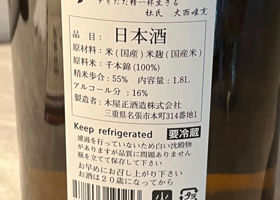 杜氏 大西唯克
品目：日本酒
原材料：米(国産)米麹(国産)
原料米：千本錦(100%)
精米歩合：55% 内容量：1.8L
アルコール分：16%
製造者：木屋正酒造株式会社
三重県名張市本町314番地1
Keep refrigerated 要冷蔵
濾過を行っていないため白い沈殿物
がありますが品質に問題ありません
瓶を立てて保存して下さい
お早めにお召し上がり下さい
お酒は20歳になってから